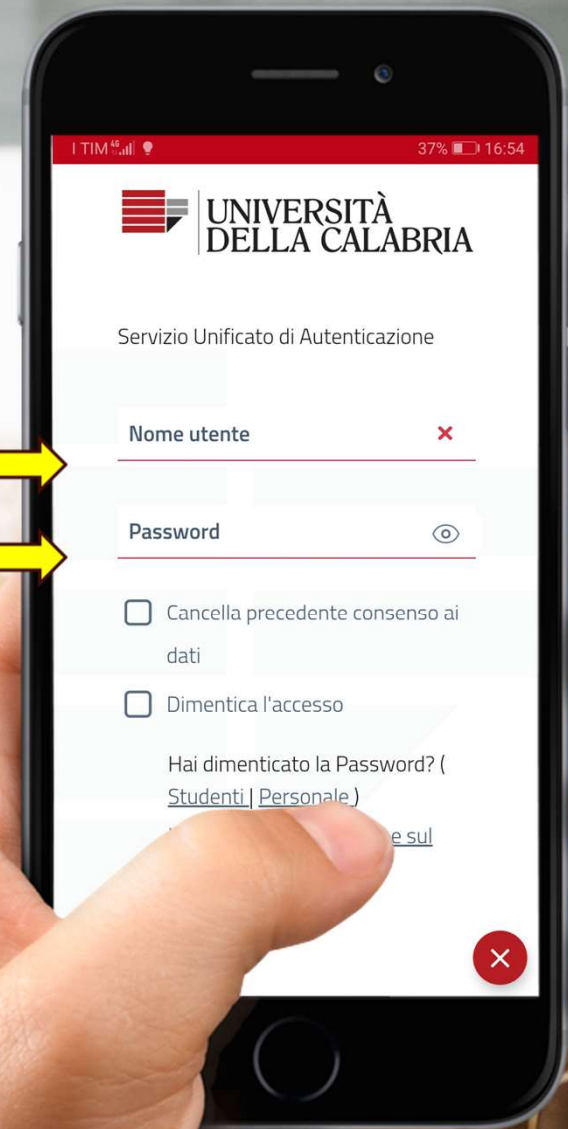 I TIM 4G 37% 16:54
UNIVERSITÀ
DELLA CALABRIA
Servizio Unificato di Autenticazione
Nome utente
Password
Cancella precedente consenso ai
dati
Dimentica l'accesso
Hai dimenticato la Password? (
Studenti | Personale )
e sul